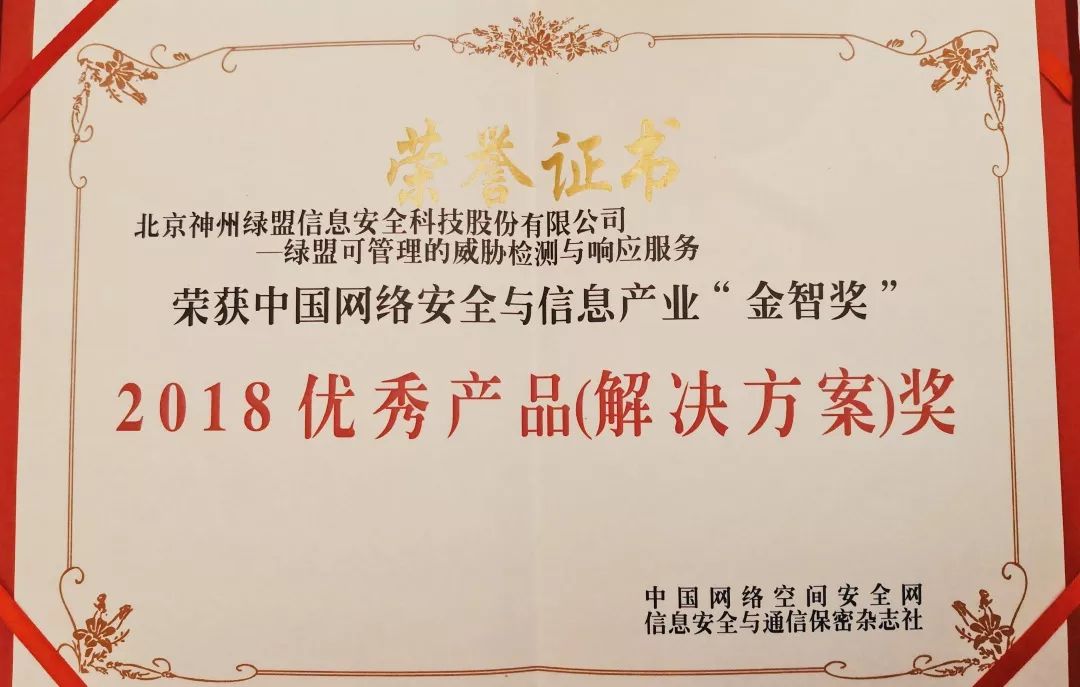 荣誉证书
北京神州绿盟信息安全科技股份有限公司
—绿盟可管理的威胁检测与响应服务
荣获中国网络安全与信息产业“金智奖”
2018优秀产品(解决方案)奖
中国网络空间安全网
信息安全与通信保密杂志社